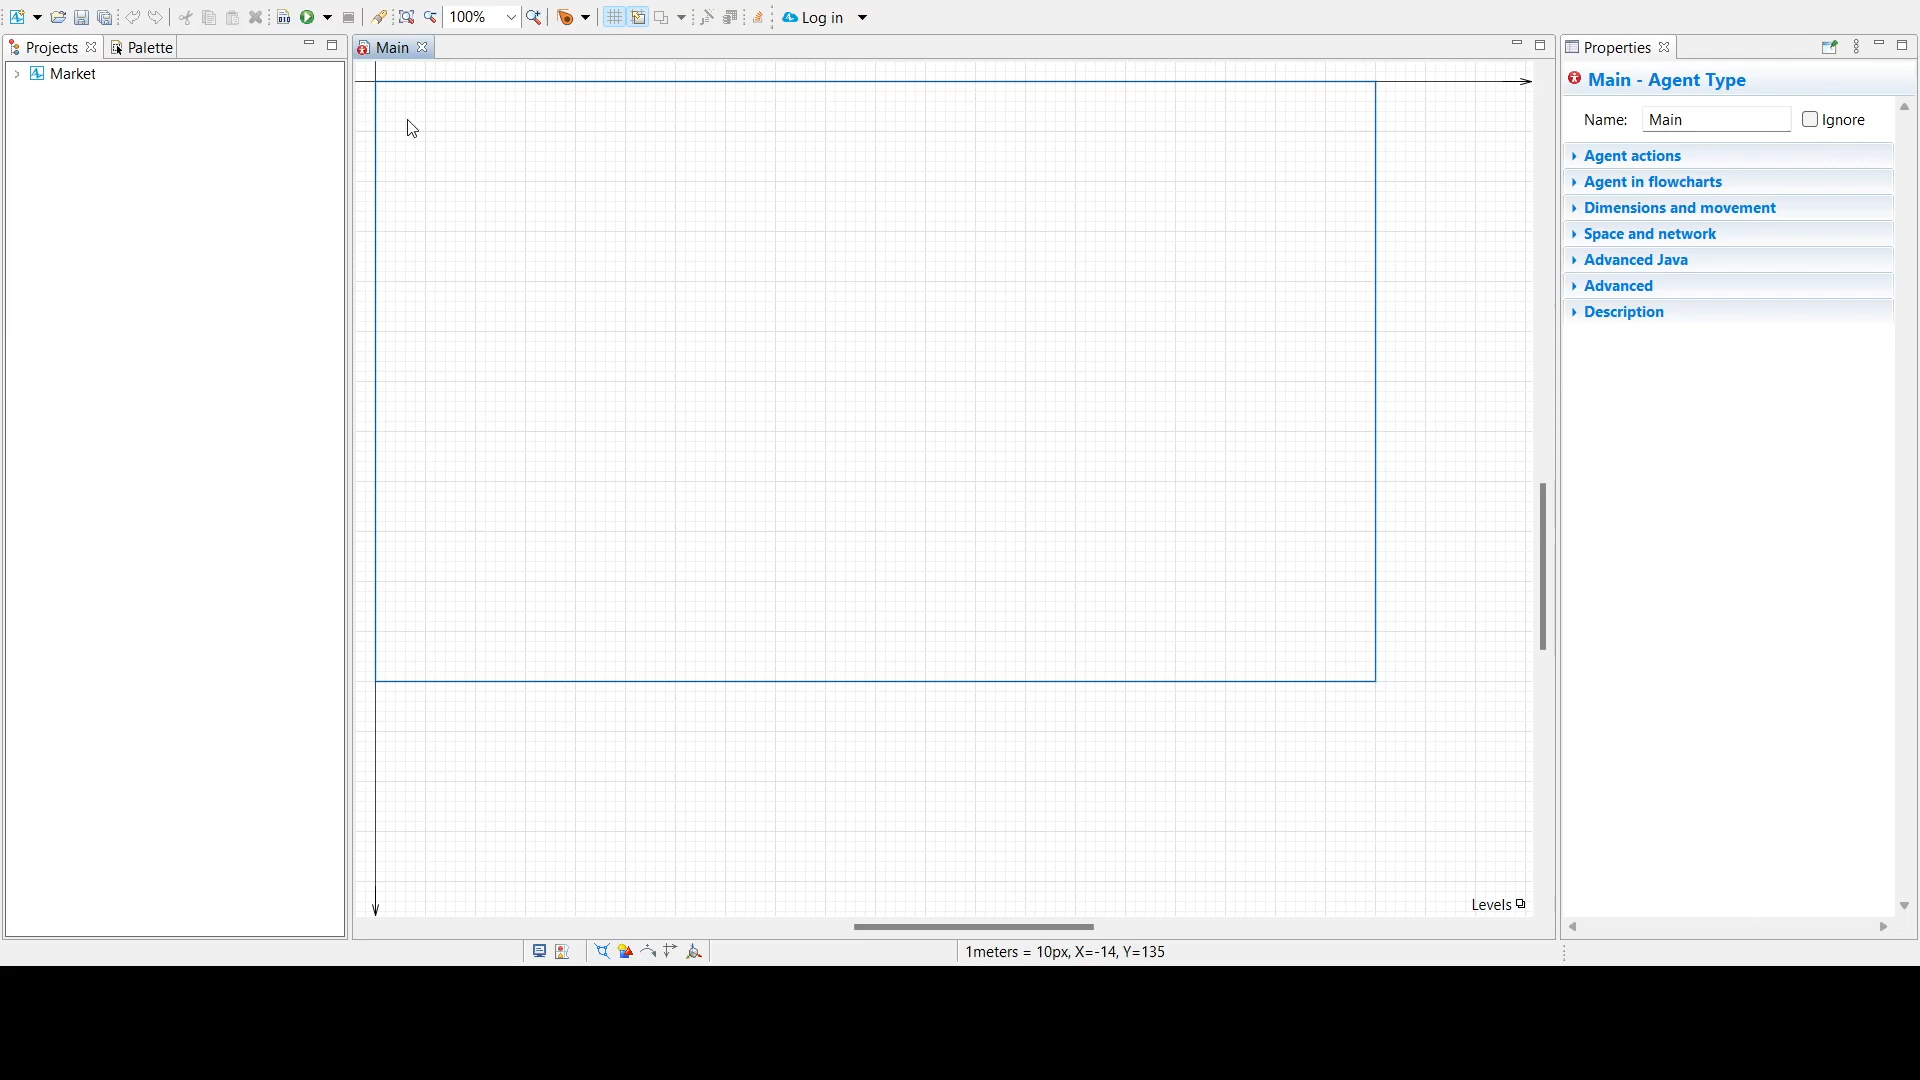 100%
Log in
Projects
Palette
Main
Properties
Market
Main - Agent Type
Name:
Main
Ignore
Agent actions
Agent in flowcharts
Dimensions and movement
Space and network
Advanced Java
Advanced
Description
Levels
1meters = 10px, X=-14, Y=135